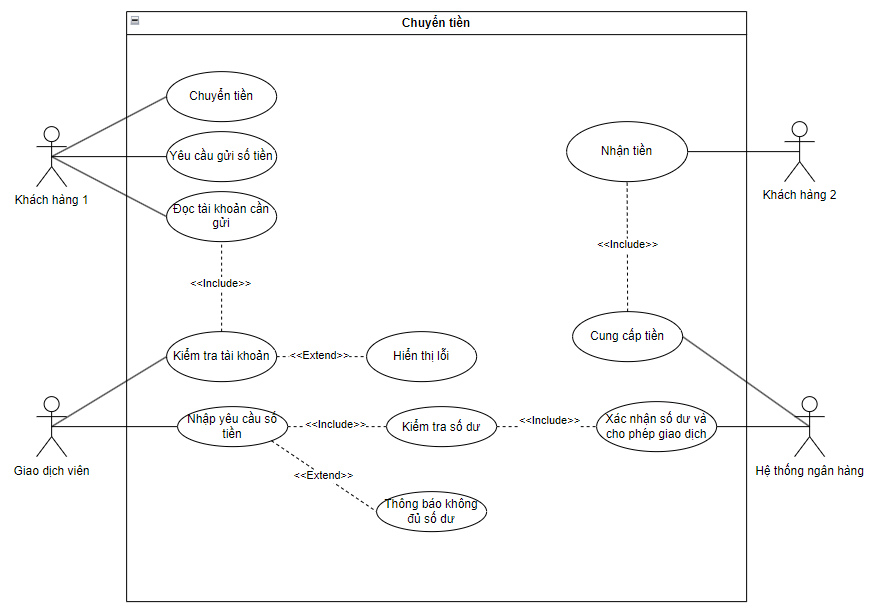 Chuyển tiền
Chuyển tiền
Yêu cầu gửi số tiền
Khách hàng 1
Đọc tài khoản cần
gửi
Nhận tiền
Khách hàng 2
<<Include>>
<<Include>>
Kiểm tra tài khoản
<<Extend>>
Hiển thị lỗi
Cung cấp tiền
Giao dịch viên
Nhập yêu cầu số
tiền
<<Include>>
Kiểm tra số dư
<<Include>>
Xác nhận số dư và
cho phép giao dịch
Hệ thống ngân hàng
<<Extend>>
Thông báo không
đủ số dư